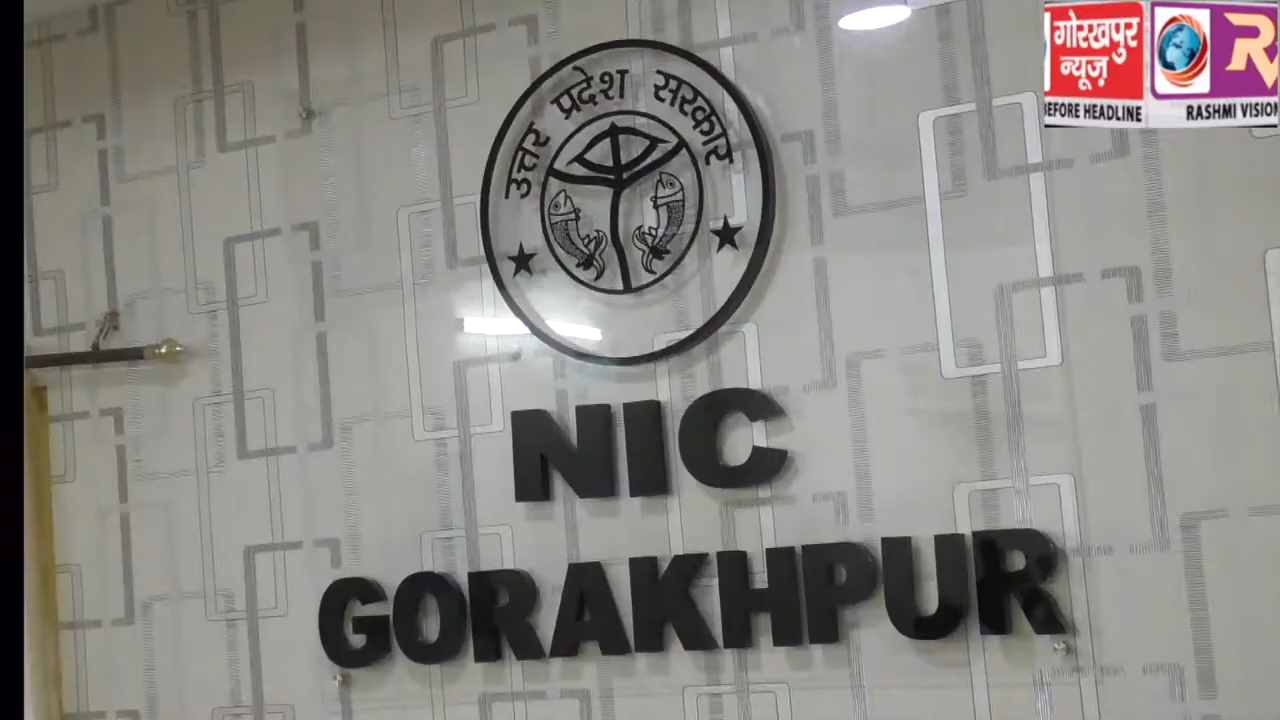 उत्तर प्रदेश सरकार
NIC
GORAKHPUR
गोरखपुर
न्यूज़
BEFORE HEADLINE
R
RASHMI VISION